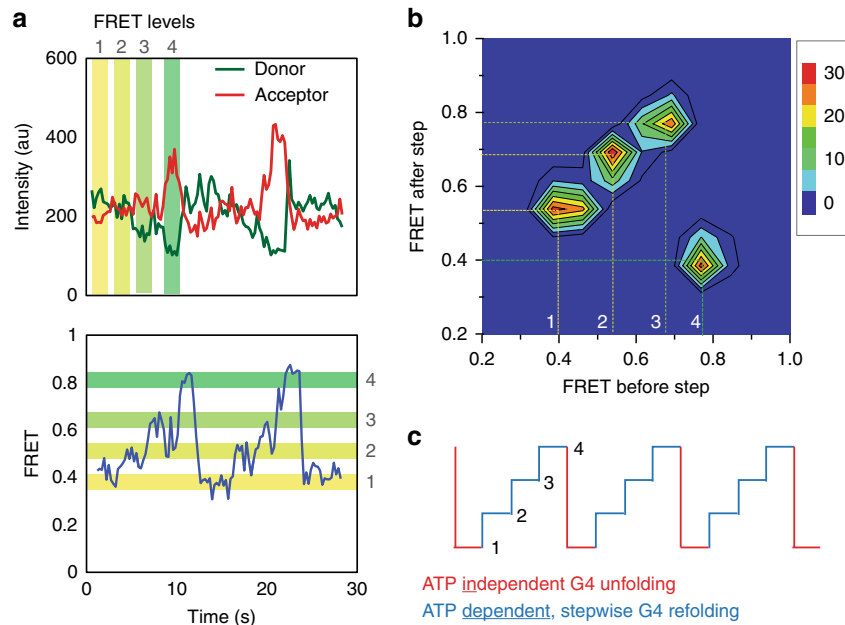 a
FRET levels
1 2 3 4
600
400
200
0
Intensity (au)
Donor
Acceptor
1
0.8
0.6
0.4
0.2
0
FRET
4
3
2
1
0 10 20 30
Time (s)
b
1.0
0.8
0.6
0.4
0.2
FRET after step
1 2 3 4
0.2 0.4 0.6 0.8 1.0
FRET before step
30
20
10
0
c
4
3
2
1
ATP independent G4 unfolding
ATP dependent, stepwise G4 refolding